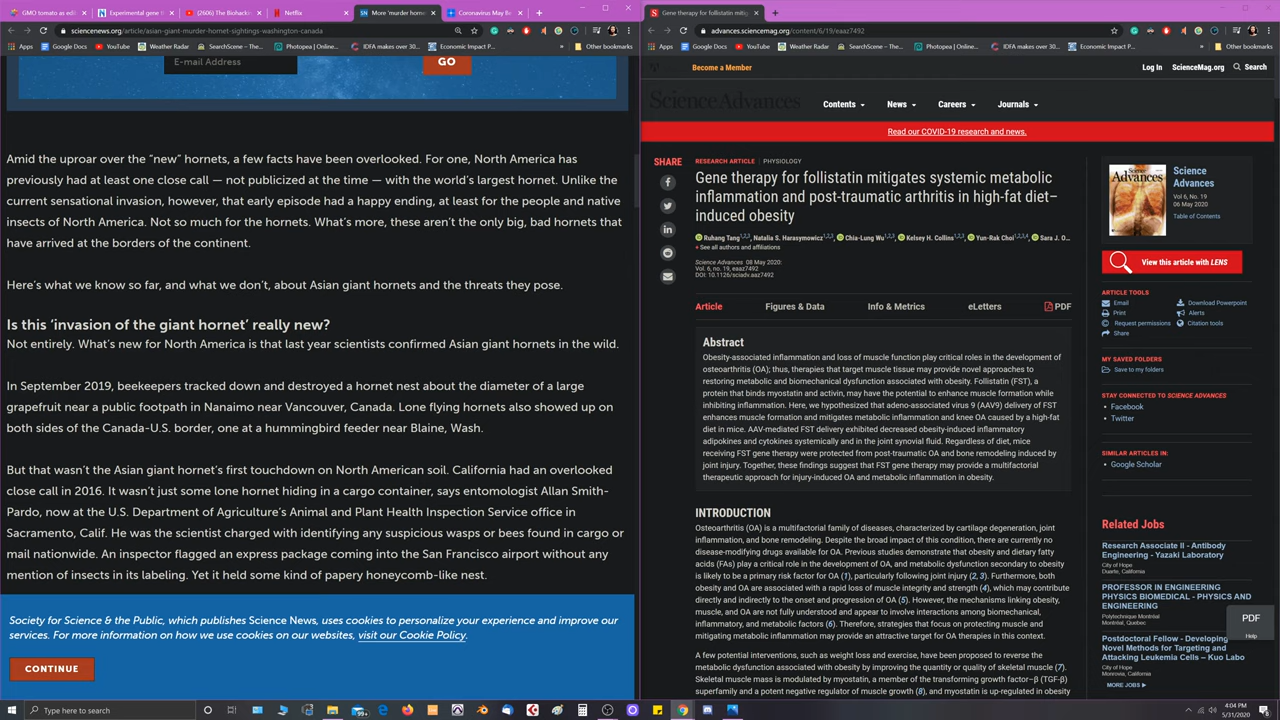 GMO tomato as edi
Experimental gene t
(2606) The Biohack
Netflix
More 'murder horne
Coronavirus May Be
sciencenews.org/article/asian-giant-murder-hornet-sightings-washington-canada
Apps
Google Docs
YouTube
Weather Radar
SearchScene — Th...
Photopea | Online P...
IDFA makes over 30...
Economic Impact P...
»
Other bookmarks
E-mail Address
GO
Amid the uproar over the “new” hornets, a few facts have been overlooked. For one, North America has
previously had at least one close call — not publicized at the time — with the world’s largest hornet. Unlike the
current sensational invasion, however, that early episode had a happy ending, at least for the people and native
insects of North America. Not so much for the hornets. What’s more, these aren’t the only big, bad hornets that
have arrived at the borders of the continent.
Here’s what we know so far, and what we don’t, about Asian giant hornets and the threats they pose.
Is this ‘invasion of the giant hornet’ really new?
Not entirely. What’s new for North America is that last year scientists confirmed Asian giant hornets in the wild.
In September 2019, beekeepers tracked down and destroyed a hornet nest about the diameter of a large
grapefruit near a public footpath in Nanaimo near Vancouver, Canada. Lone flying hornets also showed up on
both sides of the Canada-U.S. border, one at a hummingbird feeder near Blaine, Wash.
But that wasn’t the Asian giant hornet’s first touchdown on North American soil. California had an overlooked
close call in 2016. It wasn’t just some lone hornet hiding in a cargo container, says entomologist Allan Smith-
Pardo, now at the U.S. Department of Agriculture’s Animal and Plant Health Inspection Service office in
Sacramento, Calif. He was the scientist charged with identifying any suspicious wasps or bees found in cargo or
mail nationwide. An inspector flagged an express package coming into the San Francisco airport without any
mention of insects in its labeling. Yet it held some kind of papery honeycomb-like nest.
Society for Science & the Public, which publishes Science News, uses cookies to personalize your experience and improve our
services. For more information on how we use cookies on our websites, visit our Cookie Policy.
CONTINUE
Gene therapy for follistatin mitiga
advances.sciencemag.org/content/6/19/eaaz7492
Apps
Google Docs
YouTube
Weather Radar
SearchScene — Th...
Photopea | Online P...
IDFA makes over 30...
Economic Impact P...
»
Other bookmarks
Become a Member
Log In
ScienceMag.org
Search
ScienceAdvances
Contents
News
Careers
Journals
Read our COVID-19 research and news.
SHARE
RESEARCH ARTICLE | PHYSIOLOGY
Gene therapy for follistatin mitigates systemic metabolic
inflammation and post-traumatic arthritis in high-fat diet–
induced obesity
Ruhang Tang1,2,3, Natalia S. Harasymowicz1,2,3, Chia-Lung Wu1,2,3, Kelsey H. Collins1,2,3, Yun-Rak Choi1,2,3,4, Sara J. O...
+ See all authors and affiliations
Science Advances 08 May 2020:
Vol. 6, no. 19, eaaz7492
DOI: 10.1126/sciadv.aaz7492
Article
Figures & Data
Info & Metrics
eLetters
PDF
Abstract
Obesity-associated inflammation and loss of muscle function play critical roles in the development of
osteoarthritis (OA); thus, therapies that target muscle tissue may provide novel approaches to
restoring metabolic and biomechanical dysfunction associated with obesity. Follistatin (FST), a
protein that binds myostatin and activin, may have the potential to enhance muscle formation while
inhibiting inflammation. Here, we hypothesized that adeno-associated virus 9 (AAV9) delivery of FST
enhances muscle formation and mitigates metabolic inflammation and knee OA caused by a high-fat
diet in mice. AAV-mediated FST delivery exhibited decreased obesity-induced inflammatory
adipokines and cytokines systemically and in the joint synovial fluid. Regardless of diet, mice
receiving FST gene therapy were protected from post-traumatic OA and bone remodeling induced by
joint injury. Together, these findings suggest that FST gene therapy may provide a multifactorial
therapeutic approach for injury-induced OA and metabolic inflammation in obesity.
INTRODUCTION
Osteoarthritis (OA) is a multifactorial family of diseases, characterized by cartilage degeneration, joint
inflammation, and bone remodeling. Despite the broad impact of this condition, there are currently no
disease-modifying drugs available for OA. Previous studies demonstrate that obesity and dietary fatty
acids (FAs) play a critical role in the development of OA, and metabolic dysfunction secondary to obesity
is likely to be a primary risk factor for OA (1), particularly following joint injury (2, 3). Furthermore, both
obesity and OA are associated with a rapid loss of muscle integrity and strength (4), which may contribute
directly and indirectly to the onset and progression of OA (5). However, the mechanisms linking obesity,
muscle, and OA are not fully understood and appear to involve interactions among biomechanical,
inflammatory, and metabolic factors (6). Therefore, strategies that focus on protecting muscle and
mitigating metabolic inflammation may provide an attractive target for OA therapies in this context.
A few potential interventions, such as weight loss and exercise, have been proposed to reverse the
metabolic dysfunction associated with obesity by improving the quantity or quality of skeletal muscle (7).
Skeletal muscle mass is modulated by myostatin, a member of the transforming growth factor–β (TGF-β)
superfamily and a potent negative regulator of muscle growth (8), and myostatin is up-regulated in obesity
Science
Advances
Science
Advances
Vol 6, No. 19
06 May 2020
Table of Contents
View this article with LENS
ARTICLE TOOLS
Email
Download Powerpoint
Print
Alerts
Request permissions
Citation tools
Share
MY SAVED FOLDERS
Save to my folders
STAY CONNECTED TO SCIENCE ADVANCES
Facebook
Twitter
SIMILAR ARTICLES IN:
Google Scholar
Related Jobs
Research Associate II - Antibody
Engineering - Yazaki Laboratory
City of Hope
Duarte, California
PROFESSOR IN ENGINEERING
PHYSICS BIOMEDICAL - PHYSICS AND
ENGINEERING
Polytechnique Montréal
Montréal, Quebec
Postdoctoral Fellow - Developing
Novel Methods for Targeting and
Attacking Leukemia Cells – Kuo Lab
City of Hope
Monrovia, California
MORE JOBS ▶
PDF
Help
Type here to search
99+
4:04 PM
5/31/2020